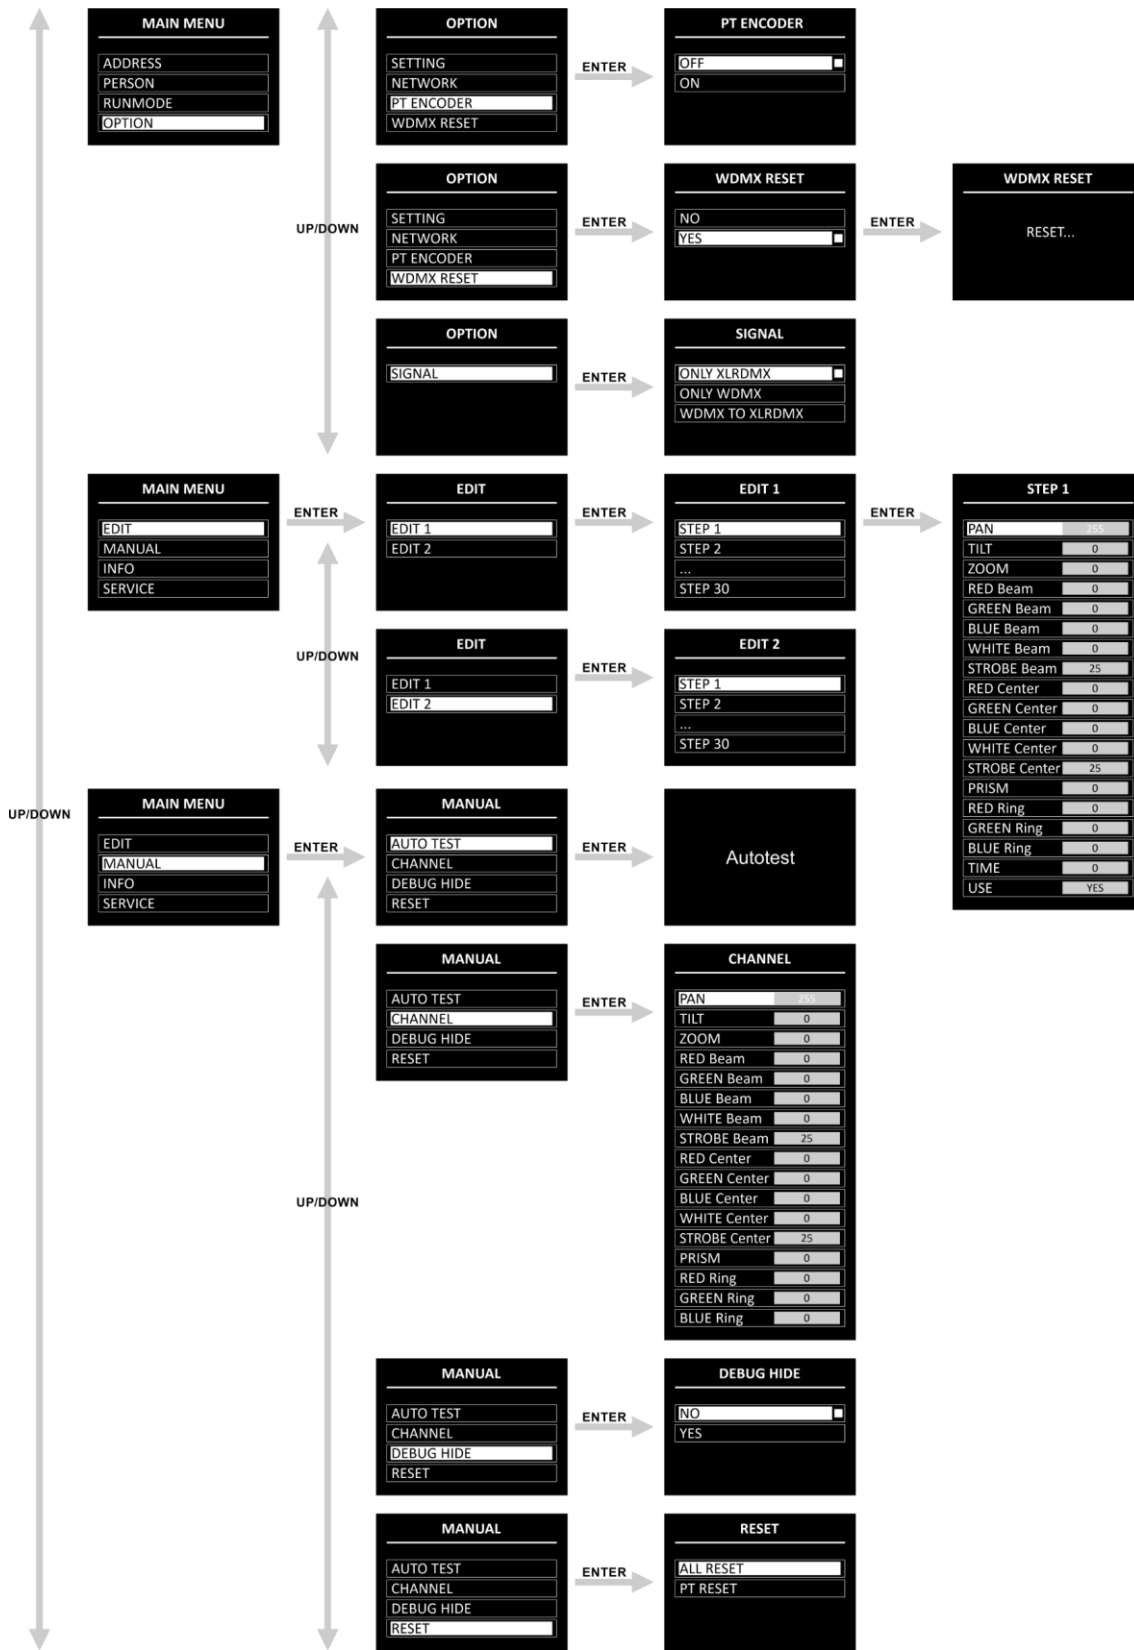 MAIN MENU
ADDRESS
PERSON
RUNMODE
OPTION
OPTION
SETTING
NETWORK
PT ENCODER
WDMX RESET
ENTER
PT ENCODER
OFF
ON
UP/DOWN
OPTION
SETTING
NETWORK
PT ENCODER
WDMX RESET
ENTER
WDMX RESET
NO
YES
ENTER
WDMX RESET
RESET...
OPTION
SIGNAL
ENTER
SIGNAL
ONLY XLRDMX
ONLY WDMX
WDMX TO XLRDMX
MAIN MENU
EDIT
MANUAL
INFO
SERVICE
ENTER
EDIT
EDIT 1
EDIT 2
ENTER
EDIT 1
STEP 1
STEP 2
...
STEP 30
ENTER
STEP 1
PAN 255
TILT 0
ZOOM 0
RED Beam 0
GREEN Beam 0
BLUE Beam 0
WHITE Beam 0
STROBE Beam 25
RED Center 0
GREEN Center 0
BLUE Center 0
WHITE Center 0
STROBE Center 25
PRISM 0
RED Ring 0
GREEN Ring 0
BLUE Ring 0
TIME 0
USE YES
UP/DOWN
EDIT
EDIT 1
EDIT 2
ENTER
EDIT 2
STEP 1
STEP 2
...
STEP 30
UP/DOWN
MAIN MENU
EDIT
MANUAL
INFO
SERVICE
ENTER
MANUAL
AUTO TEST
CHANNEL
DEBUG HIDE
RESET
ENTER
Autotest
MANUAL
AUTO TEST
CHANNEL
DEBUG HIDE
RESET
ENTER
CHANNEL
PAN 255
TILT 0
ZOOM 0
RED Beam 0
GREEN Beam 0
BLUE Beam 0
WHITE Beam 0
STROBE Beam 25
RED Center 0
GREEN Center 0
BLUE Center 0
WHITE Center 0
STROBE Center 25
PRISM 0
RED Ring 0
GREEN Ring 0
BLUE Ring 0
UP/DOWN
MANUAL
AUTO TEST
CHANNEL
DEBUG HIDE
RESET
ENTER
DEBUG HIDE
NO
YES
MANUAL
AUTO TEST
CHANNEL
DEBUG HIDE
RESET
ENTER
RESET
ALL RESET
PT RESET